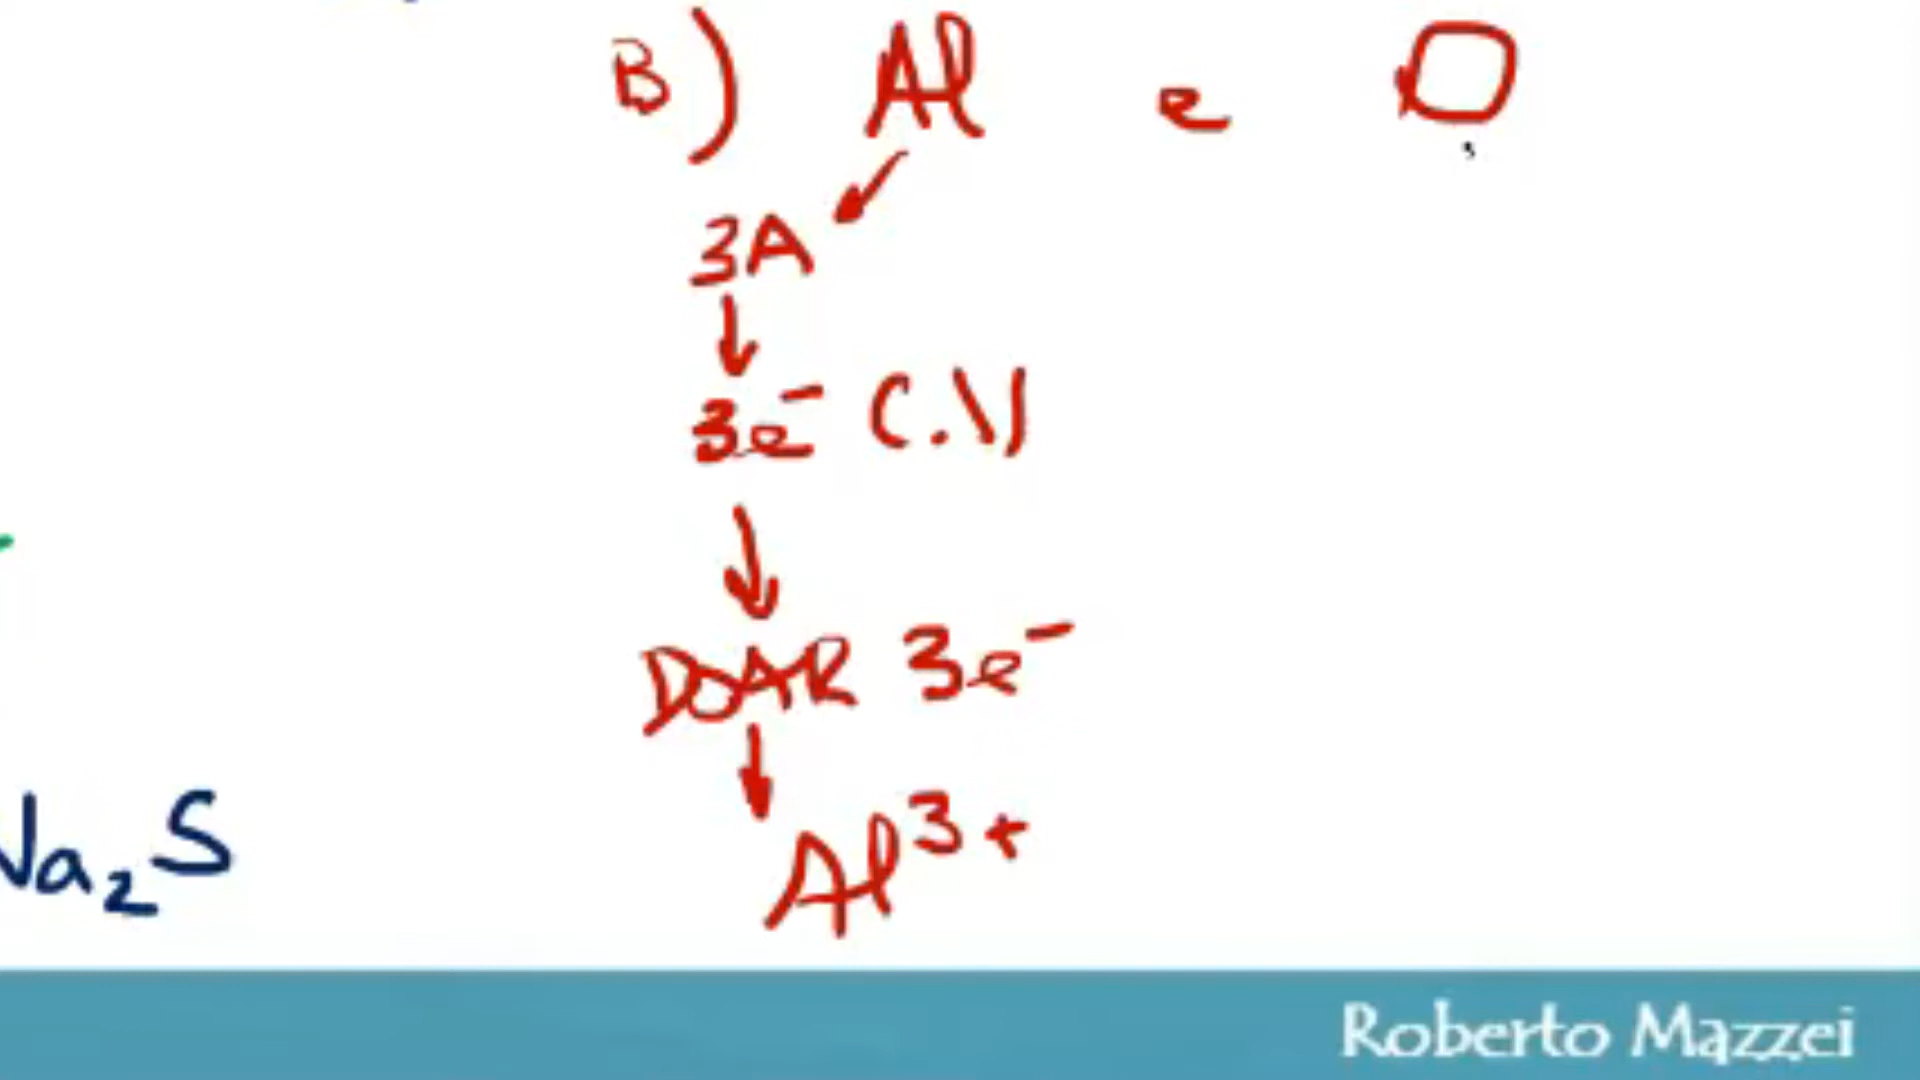 B) Al e O
3A
3e⁻ C.V
DOAR 3e⁻
Al³⁺
Na₂S
Roberto Mazzei